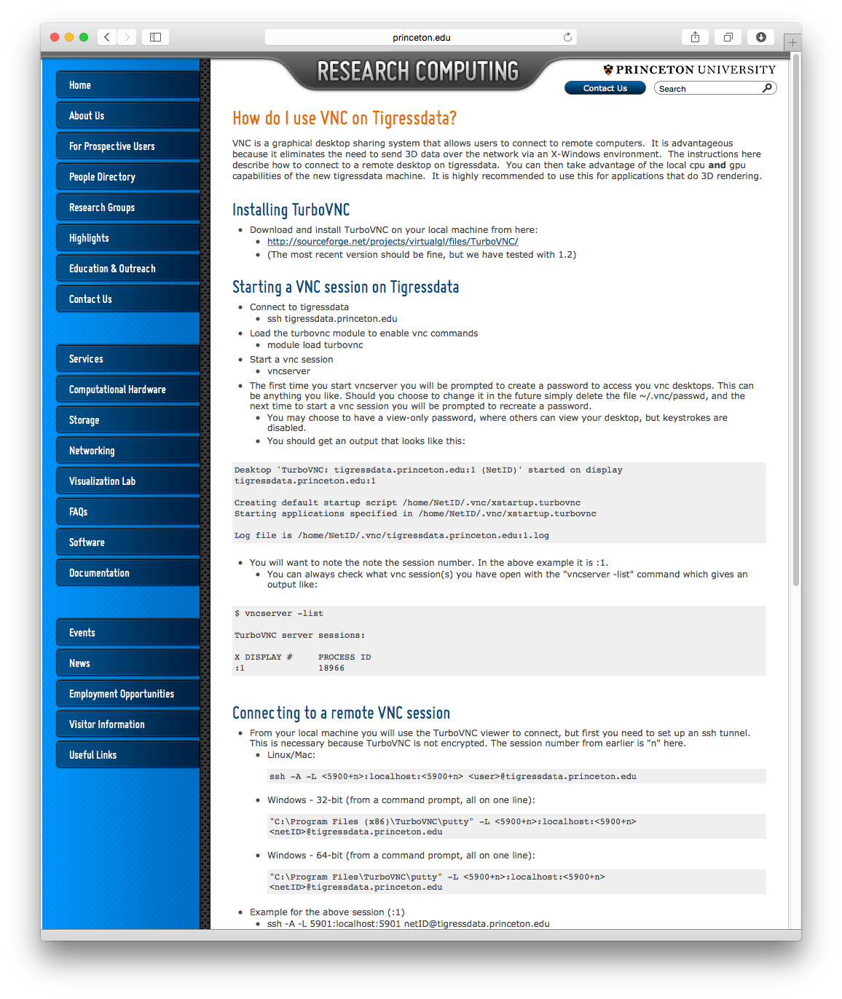 princeton.edu
RESEARCH COMPUTING
PRINCETON UNIVERSITY
Contact Us
Search
Home
About Us
For Prospective Users
People Directory
Research Groups
Highlights
Education & Outreach
Contact Us
Services
Computational Hardware
Storage
Networking
Visualization Lab
FAQs
Software
Documentation
Events
News
Employment Opportunities
Visitor Information
Useful Links
How do I use VNC on Tigressdata?
VNC is a graphical desktop sharing system that allows users to connect to remote computers.  It is advantageous
because it eliminates the need to send 3D data over the network via an X-Windows environment.  The instructions here
describe how to connect to a remote desktop on tigressdata.  You can then take advantage of the local cpu and gpu
capabilities of the new tigressdata machine.  It is highly recommended to use this for applications that do 3D rendering.
Installing TurboVNC
• Download and install TurboVNC on your local machine from here:
• http://sourceforge.net/projects/virtualgl/files/TurboVNC/
• (The most recent version should be fine, but we have tested with 1.2)
Starting a VNC session on Tigressdata
• Connect to tigressdata
• ssh tigressdata.princeton.edu
• Load the turbovnc module to enable vnc commands
• module load turbovnc
• Start a vnc session
• vncserver
• The first time you start vncserver you will be prompted to create a password to access you vnc desktops. This can
be anything you like. Should you choose to change it in the future simply delete the file ~/.vnc/passwd, and the
next time to start a vnc session you will be prompted to recreate a password.
• You may choose to have a view-only password, where others can view your desktop, but keystrokes are
disabled.
• You should get an output that looks like this:
Desktop 'TurboVNC: tigressdata.princeton.edu:1 (NetID)' started on display
tigressdata.princeton.edu:1
Creating default startup script /home/NetID/.vnc/xstartup.turbovnc
Starting applications specified in /home/NetID/.vnc/xstartup.turbovnc
Log file is /home/NetID/.vnc/tigressdata.princeton.edu:1.log
• You will want to note the note the session number. In the above example it is :1.
• You can always check what vnc session(s) you have open with the "vncserver -list" command which gives an
output like:
$ vncserver -list
TurboVNC server sessions:
X DISPLAY #     PROCESS ID
:1              18966
Connecting to a remote VNC session
• From your local machine you will use the TurboVNC viewer to connect, but first you need to set up an ssh tunnel.
This is necessary because TurboVNC is not encrypted. The session number from earlier is "n" here.
• Linux/Mac:
ssh -A -L <5900+n>:localhost:<5900+n> <user>@tigressdata.princeton.edu
• Windows - 32-bit (from a command prompt, all on one line):
"C:\Program Files (x86)\TurboVNC\putty" -L <5900+n>:localhost:<5900+n>
<netID>@tigressdata.princeton.edu
• Windows - 64-bit (from a command prompt, all on one line):
"C:\Program Files\TurboVNC\putty" -L <5900+n>:localhost:<5900+n>
<netID>@tigressdata.princeton.edu
• Example for the above session (:1)
• ssh -A -L 5901:localhost:5901 netID@tigressdata.princeton.edu